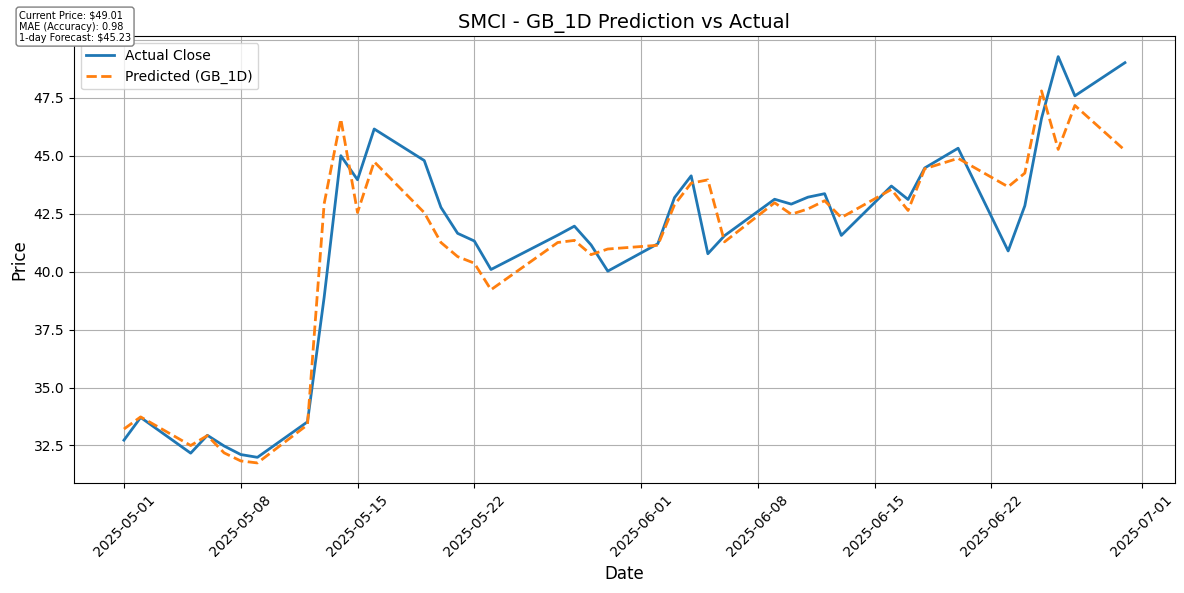 SMCI - GB_1D Prediction vs Actual
Current Price: $49.01
MAE (Accuracy): 0.98
1-day Forecast: $45.23
Actual Close
Predicted (GB_1D)
Price
47.5
45.0
42.5
40.0
37.5
35.0
32.5
2025-05-01
2025-05-08
2025-05-15
2025-05-22
2025-06-01
2025-06-08
2025-06-15
2025-06-22
2025-07-01
Date